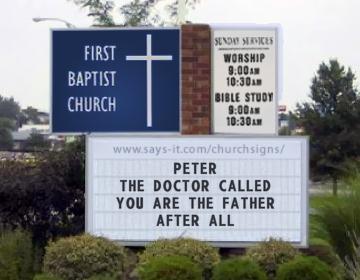 FIRST
BAPTIST
CHURCH
SUNDAY SERVICES
WORSHIP
9:00AM
10:30AM
BIBLE STUDY
9:00AM
10:30AM
www.says-it.com/churchsigns/
PETER
THE DOCTOR CALLED
YOU ARE THE FATHER
AFTER ALL